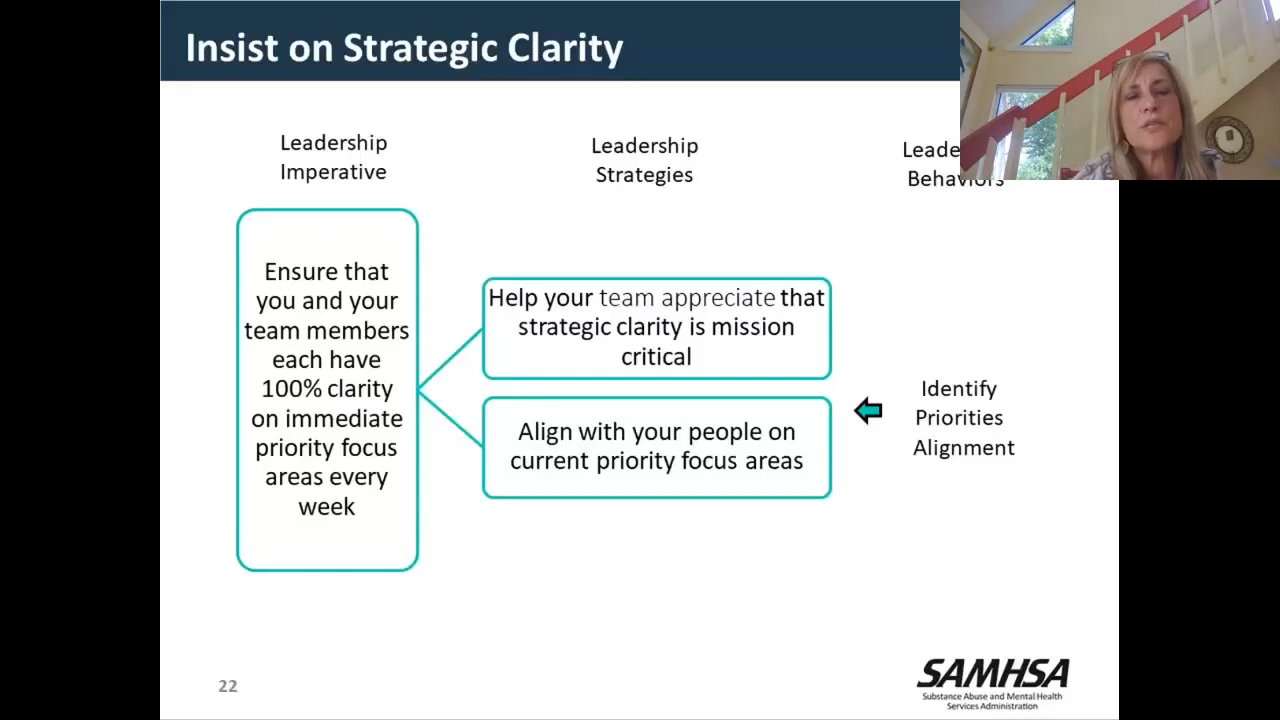 Insist on Strategic Clarity
Leadership
Imperative
Leadership
Strategies
Behaviors
Ensure that
you and your
team members
each have
100% clarity
on immediate
priority focus
areas every
week
Help your team appreciate that
strategic clarity is mission
critical
Align with your people on
current priority focus areas
Identify
Priorities
Alignment
22
SAMHSA
Substance Abuse and Mental Health
Services Administration